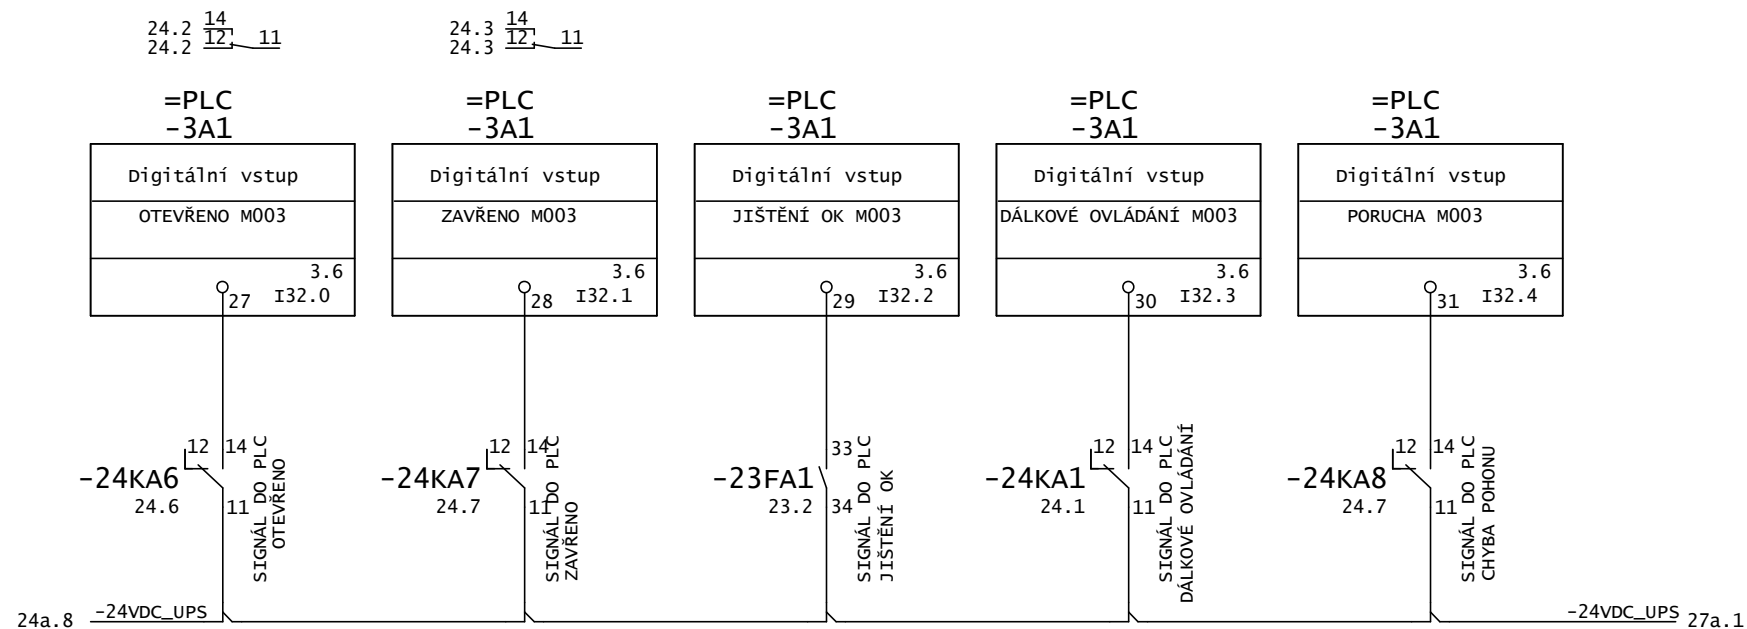 24.2 14
24.2 12 11
24.3 14
24.3 12 11
=PLC
-3A1
Digitální vstup
OTEVŘENO M003
3.6
27 I32.0
=PLC
-3A1
Digitální vstup
ZAVŘENO M003
3.6
28 I32.1
=PLC
-3A1
Digitální vstup
JIŠTĚNÍ OK M003
3.6
29 I32.2
=PLC
-3A1
Digitální vstup
DÁLKOVÉ OVLÁDÁNÍ M003
3.6
30 I32.3
=PLC
-3A1
Digitální vstup
PORUCHA M003
3.6
31 I32.4
12 14
-24KA6
24.6 11
SIGNÁL DO PLC
OTEVŘENO
12 14
-24KA7
24.7 11
SIGNÁL DO PLC
ZAVŘENO
33
-23FA1
23.2 34
SIGNÁL DO PLC
JIŠTĚNÍ OK
12 14
-24KA1
24.1 11
SIGNÁL DO PLC
DÁLKOVÉ OVLÁDÁNÍ
12 14
-24KA8
24.7 11
SIGNÁL DO PLC
CHYBA POHONU
24a.8 -24VDC_UPS
-24VDC_UPS 27a.1